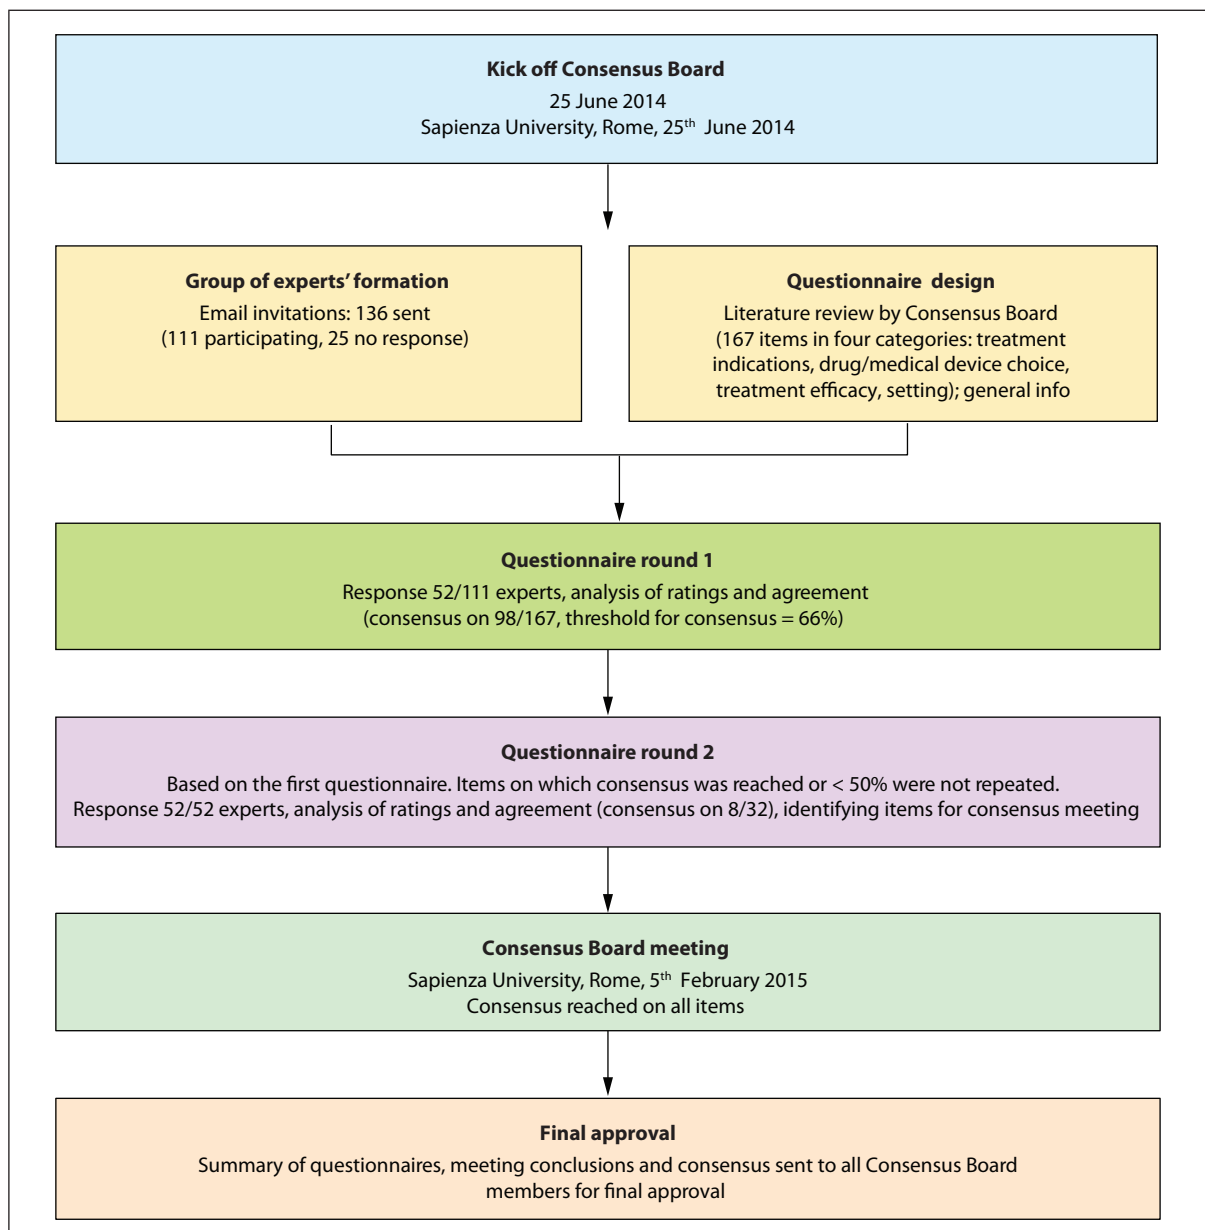 Kick off Consensus Board
25 June 2014
Sapienza University, Rome, 25th June 2014
Group of experts’ formation
Email invitations: 136 sent
(111 participating, 25 no response)
Questionnaire design
Literature review by Consensus Board
(167 items in four categories: treatment
indications, drug/medical device choice,
treatment efficacy, setting); general info
Questionnaire round 1
Response 52/111 experts, analysis of ratings and agreement
(consensus on 98/167, threshold for consensus = 66%)
Questionnaire round 2
Based on the first questionnaire. Items on which consensus was reached or < 50% were not repeated.
Response 52/52 experts, analysis of ratings and agreement (consensus on 8/32), identifying items for consensus meeting
Consensus Board meeting
Sapienza University, Rome, 5th February 2015
Consensus reached on all items
Final approval
Summary of questionnaires, meeting conclusions and consensus sent to all Consensus Board
members for final approval